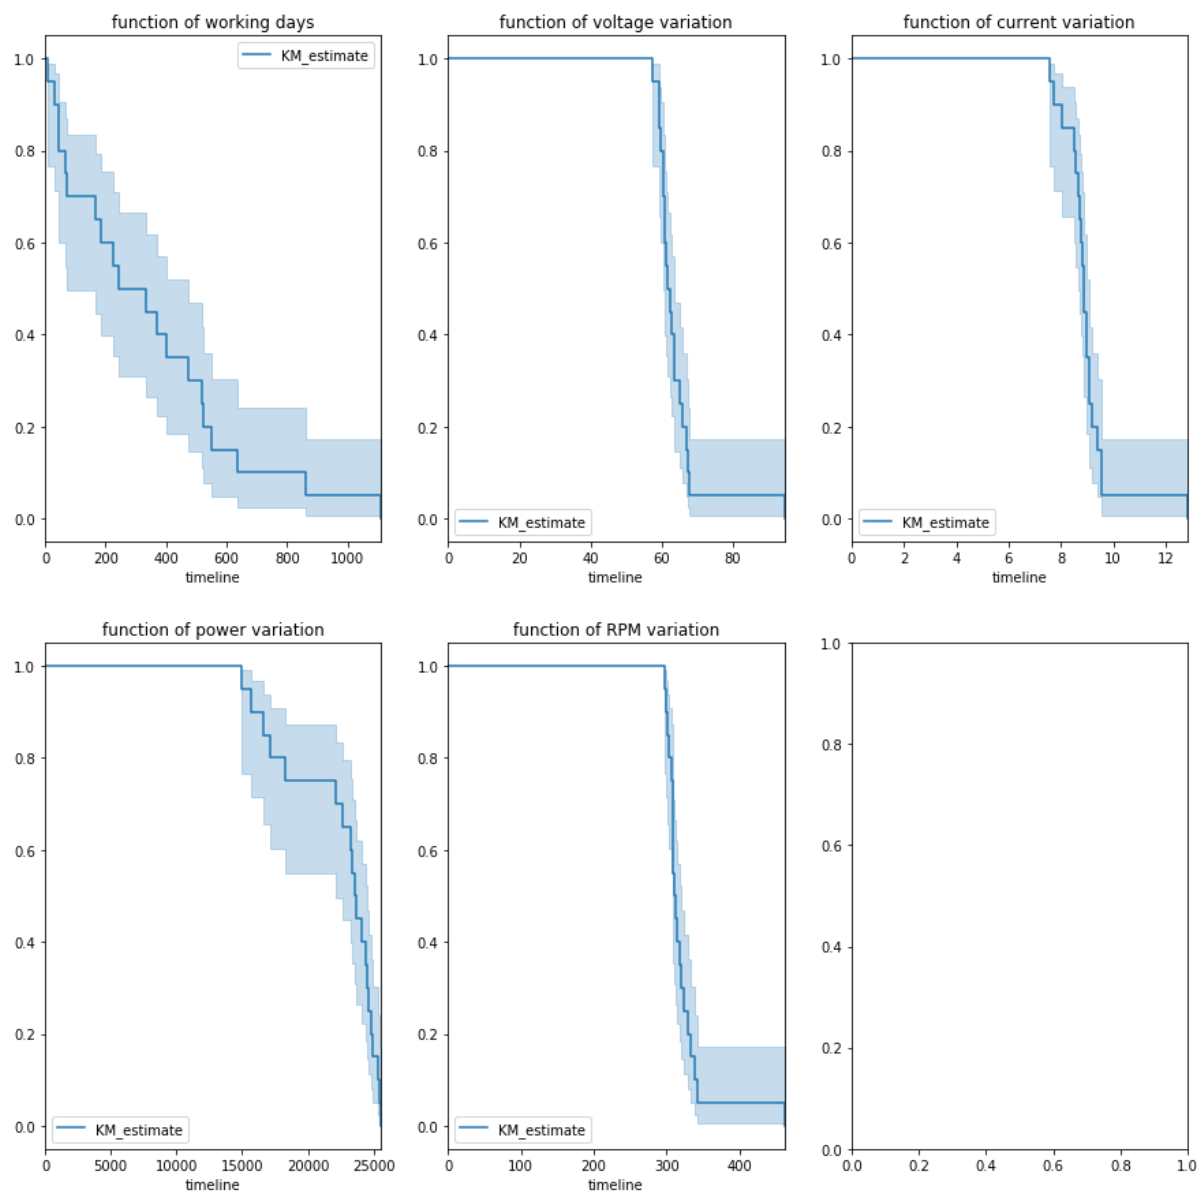 function of working days
function of voltage variation
function of current variation
1.0
0.8
0.6
0.4
0.2
0.0
KM_estimate
0 200 400 600 800 1000
timeline
1.0
0.8
0.6
0.4
0.2
0.0
KM_estimate
0 20 40 60 80
timeline
1.0
0.8
0.6
0.4
0.2
0.0
KM_estimate
0 2 4 6 8 10 12
timeline
function of power variation
function of RPM variation
1.0
0.8
0.6
0.4
0.2
0.0
KM_estimate
0 5000 10000 15000 20000 25000
timeline
1.0
0.8
0.6
0.4
0.2
0.0
KM_estimate
0 100 200 300 400
timeline
1.0
0.8
0.6
0.4
0.2
0.0
0.0 0.2 0.4 0.6 0.8 1.0